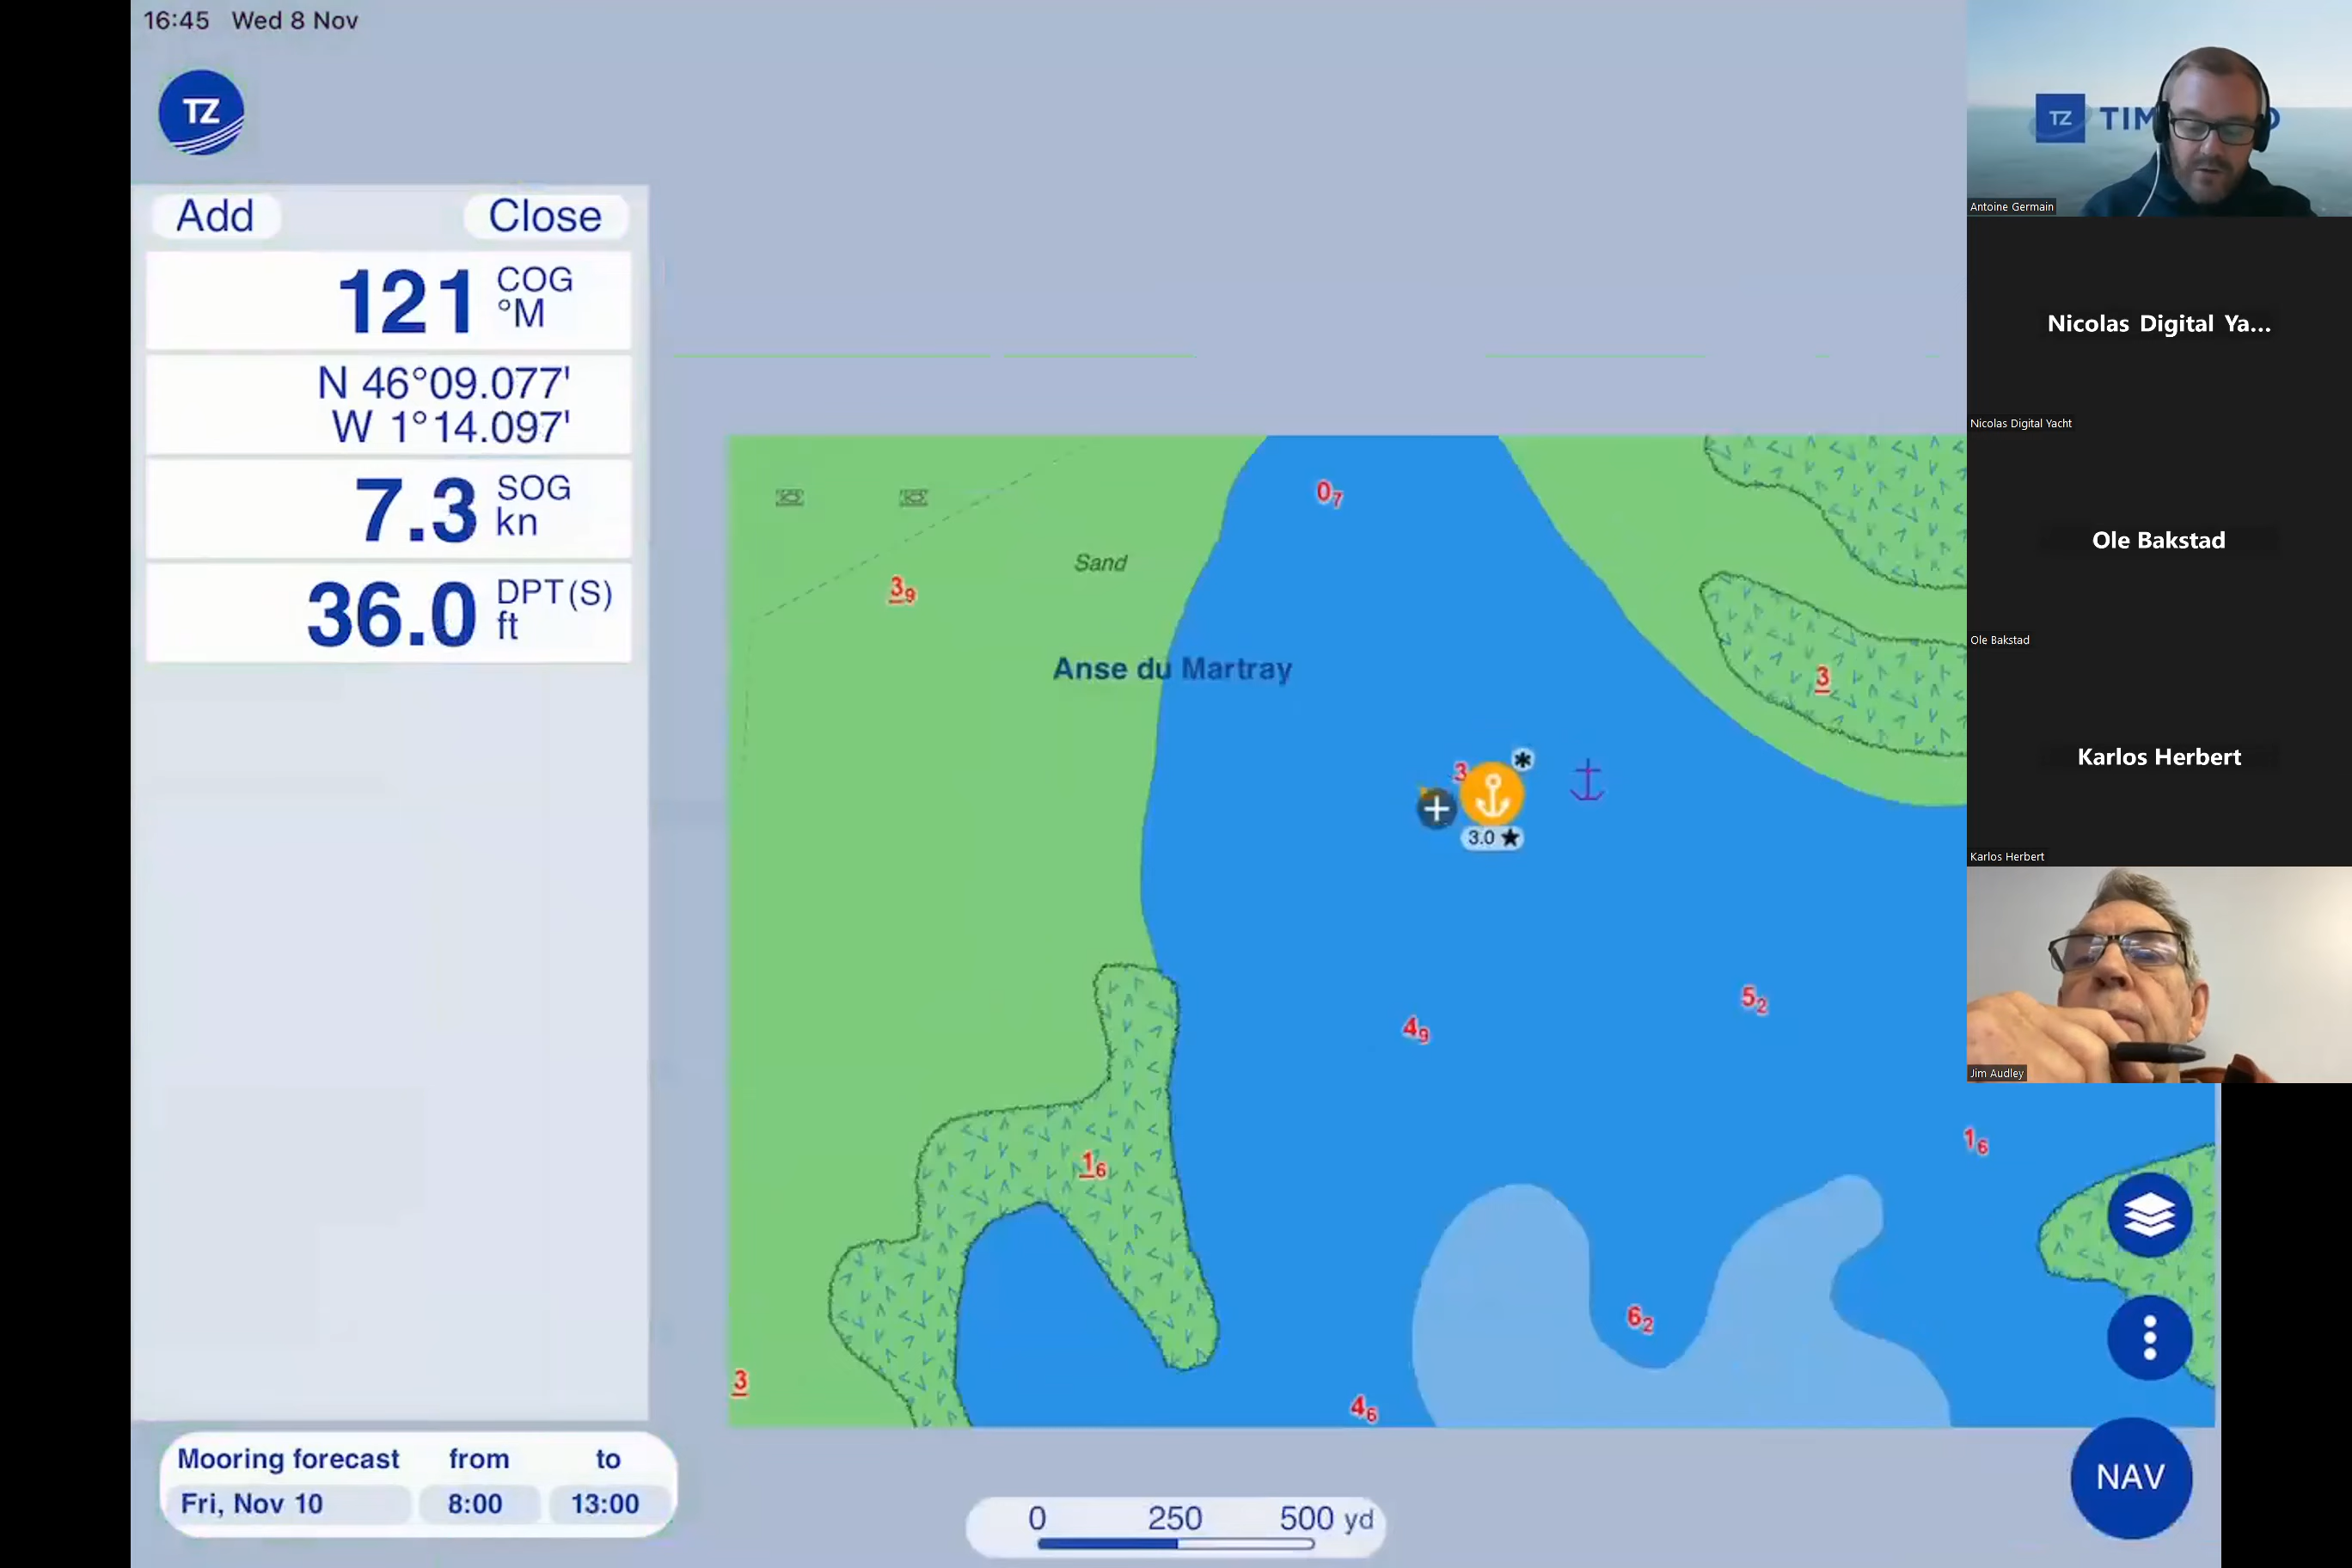 16:45 Wed 8 Nov
TZ
Add Close
121 COG °M
N 46°09.077'
W 1°14.097'
7.3 SOG kn
36.0 DPT(S) ft
0₇
Sand
3₉
Anse du Martray
3
3
3.0 ★
5₂
4₉
1₆
1₆
6₂
3
4₆
Mooring forecast from to
Fri, Nov 10 8:00 13:00
0 250 500 yd
NAV
TZ TIM
Antoine Germain
Nicolas Digital Ya...
Nicolas Digital Yacht
Ole Bakstad
Ole Bakstad
Karlos Herbert
Karlos Herbert
Jim Audley